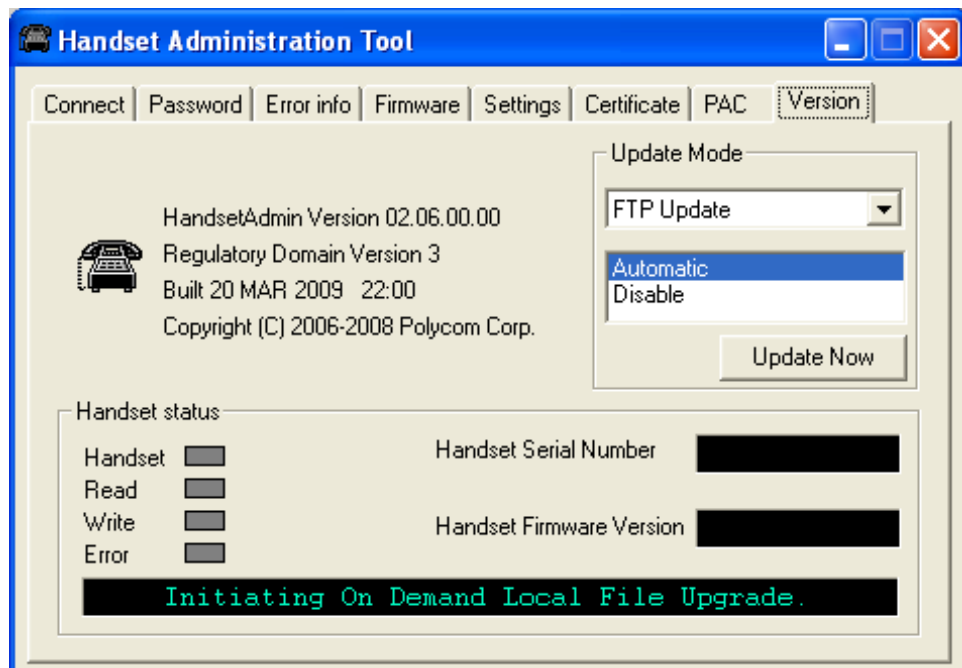 Handset Administration Tool
Connect Password Error info Firmware Settings Certificate PAC Version
Update Mode
FTP Update
Automatic
Disable
Update Now
HandsetAdmin Version 02.06.00.00
Regulatory Domain Version 3
Built 20 MAR 2009 22:00
Copyright (C) 2006-2008 Polycom Corp.
Handset status
Handset
Read
Write
Error
Handset Serial Number
Handset Firmware Version
Initiating On Demand Local File Upgrade.